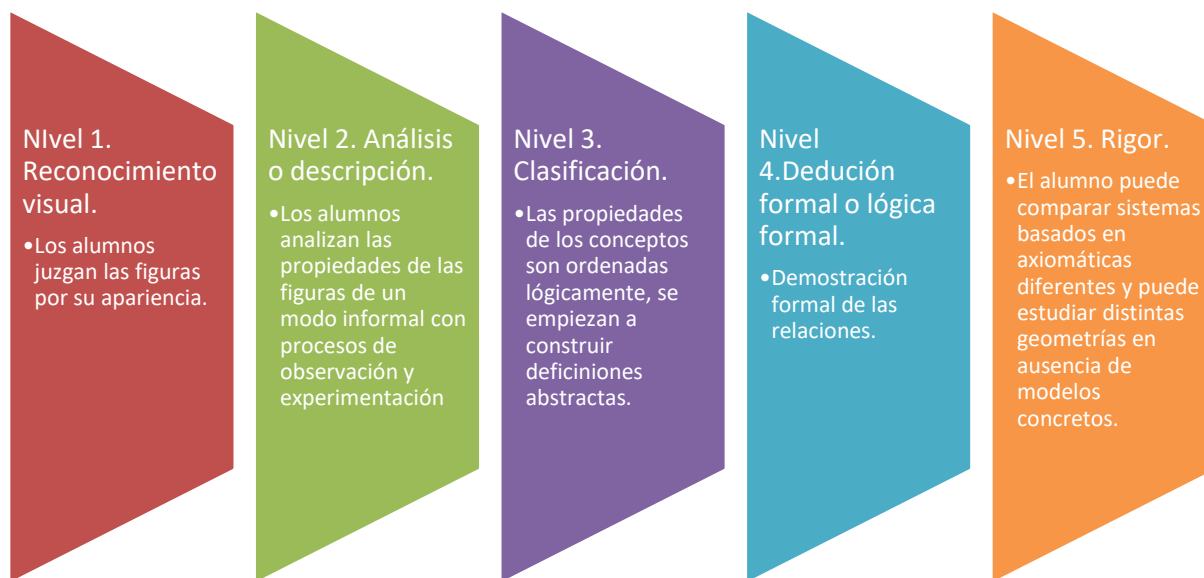 NIvel 1.
Reconocimiento
visual.
•Los alumnos
juzgan las figuras
por su apariencia.
Nivel 2. Análisis
o descripción.
•Los alumnos
analizan las
propiedades de las
figuras de un
modo informal con
procesos de
observación y
experimentación
Nivel 3.
Clasificación.
•Las propiedades
de los conceptos
son ordenadas
lógicamente, se
empiezan a
construir
deficiniones
abstractas.
Nivel
4.Dedución
formal o lógica
formal.
•Demostración
formal de las
relaciones.
Nivel 5. Rigor.
•El alumno puede
comparar sistemas
basados en
axiomáticas
diferentes y puede
estudiar distintas
geometrías en
ausencia de
modelos
concretos.